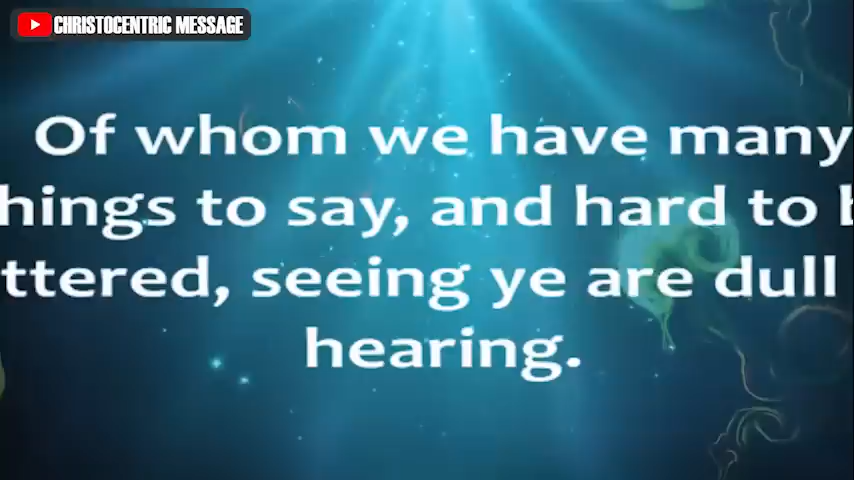 CHRISTOCENTRIC MESSAGE
Of whom we have many
hings to say, and hard to b
ttered, seeing ye are dull
hearing.